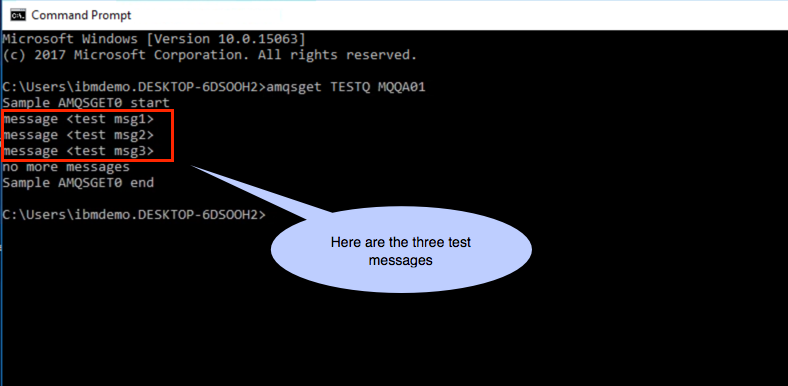 Command Prompt
Microsoft Windows [Version 10.0.15063]
(c) 2017 Microsoft Corporation. All rights reserved.
C:\Users\ibmdemo.DESKTOP-6DSOOH2>amqsget TESTQ MQQA01
Sample AMQSGET0 start
message <test msg1>
message <test msg2>
message <test msg3>
no more messages
Sample AMQSGET0 end
C:\Users\ibmdemo.DESKTOP-6DSOOH2>
Here are the three test
messages